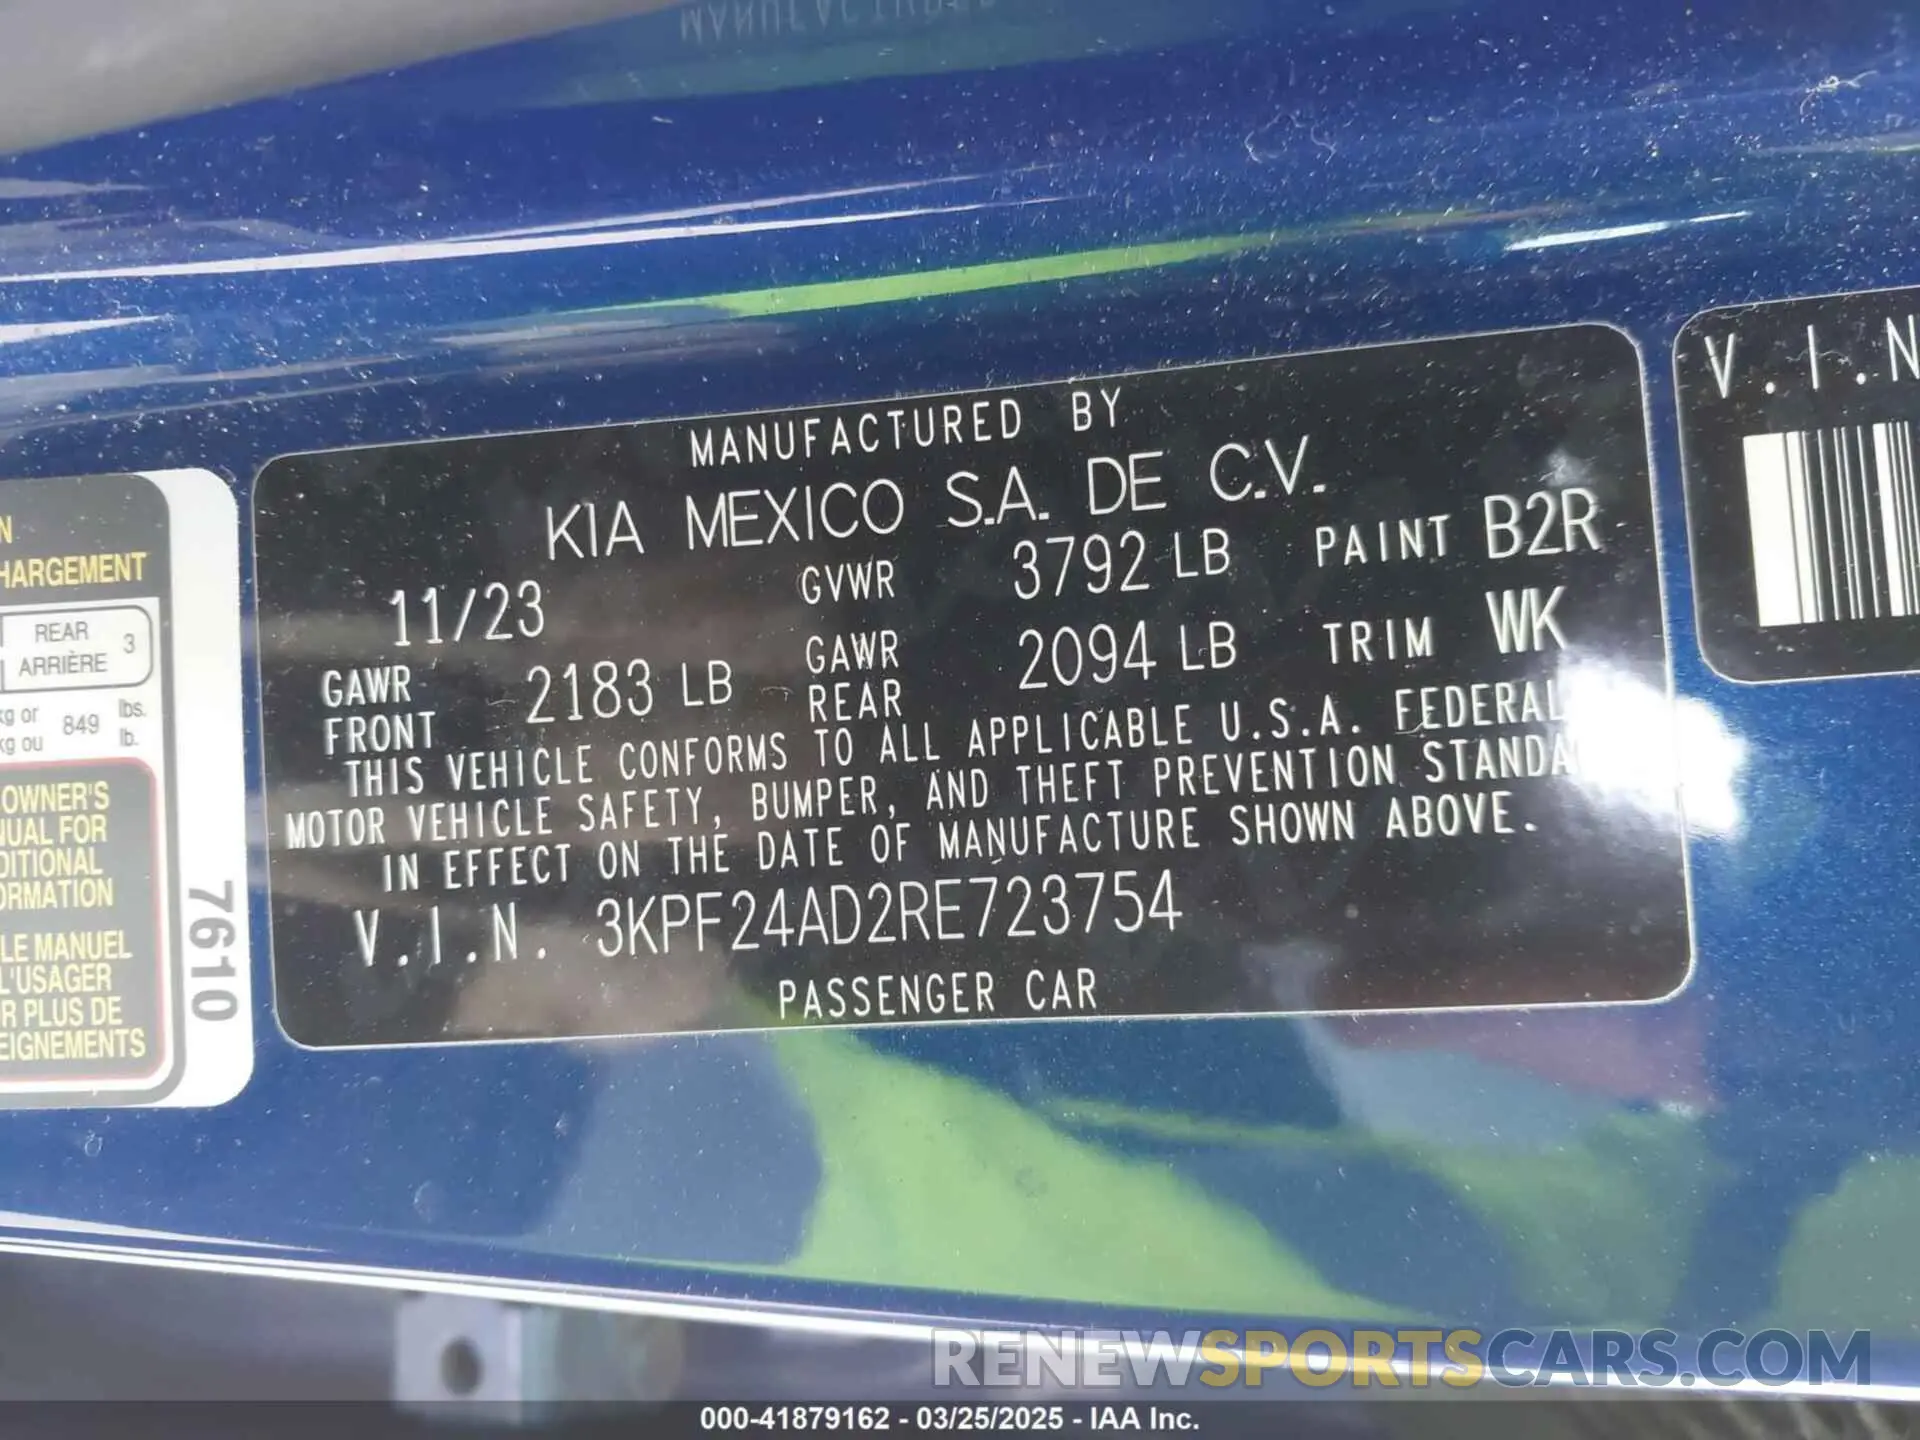 MANUFACTURED BY
KIA MEXICO S.A. DE C.V.
11/23 GVWR 3792 LB PAINT B2R
GAWR FRONT 2183 LB GAWR REAR 2094 LB TRIM WK
THIS VEHICLE CONFORMS TO ALL APPLICABLE U.S.A. FEDERAL
MOTOR VEHICLE SAFETY, BUMPER, AND THEFT PREVENTION STANDA
IN EFFECT ON THE DATE OF MANUFACTURE SHOWN ABOVE.
V.I.N. 3KPF24AD2RE723754
PASSENGER CAR
V.I.N
N
HARGEMENT
REAR 3
ARRIÈRE
kg or 849 lbs.
kg ou lb.
OWNER'S
NUAL FOR
DITIONAL
ORMATION
LE MANUEL
L'USAGER
R PLUS DE
EIGNEMENTS
7610
RENEWSPORTSCARS.COM
000-41879162 - 03/25/2025 - IAA Inc.